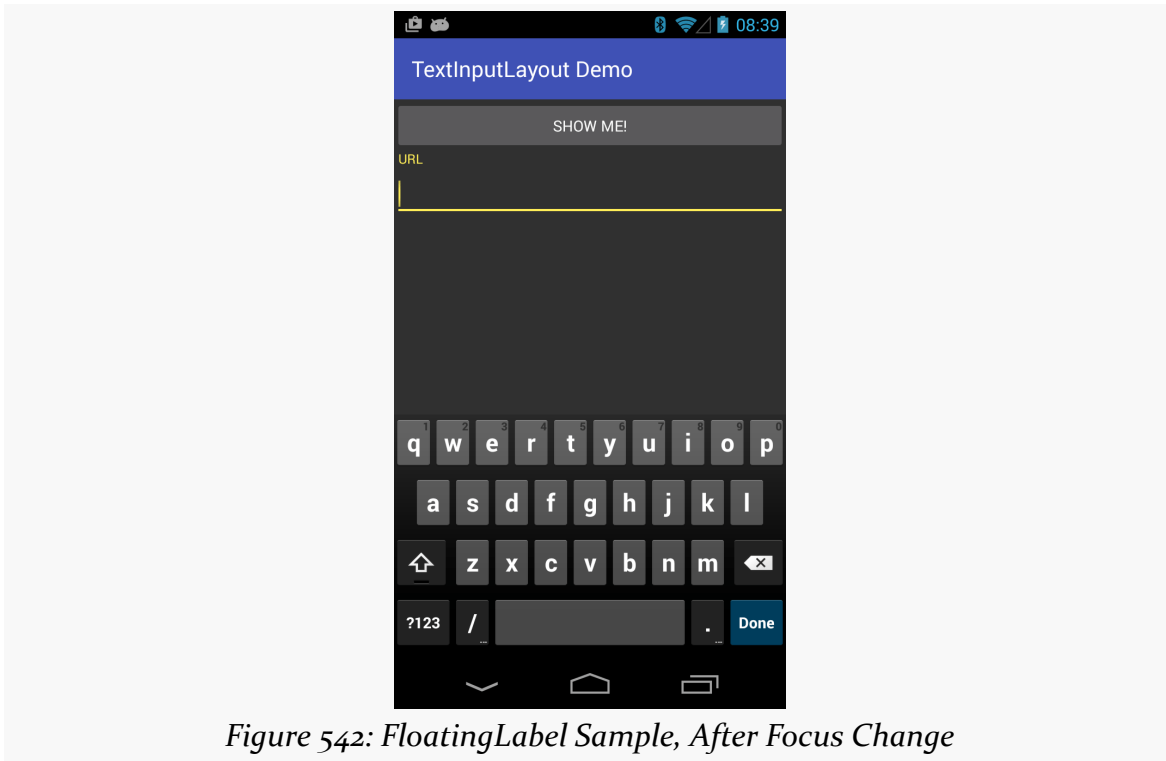 08:39
TextInputLayout Demo
SHOW ME!
URL
1 2 3 4 5 6 7 8 9 0
q w e r t y u i o p
a s d f g h j k l
z x c v b n m
?123 / ... . ... Done
Figure 542: FloatingLabel Sample, After Focus Change